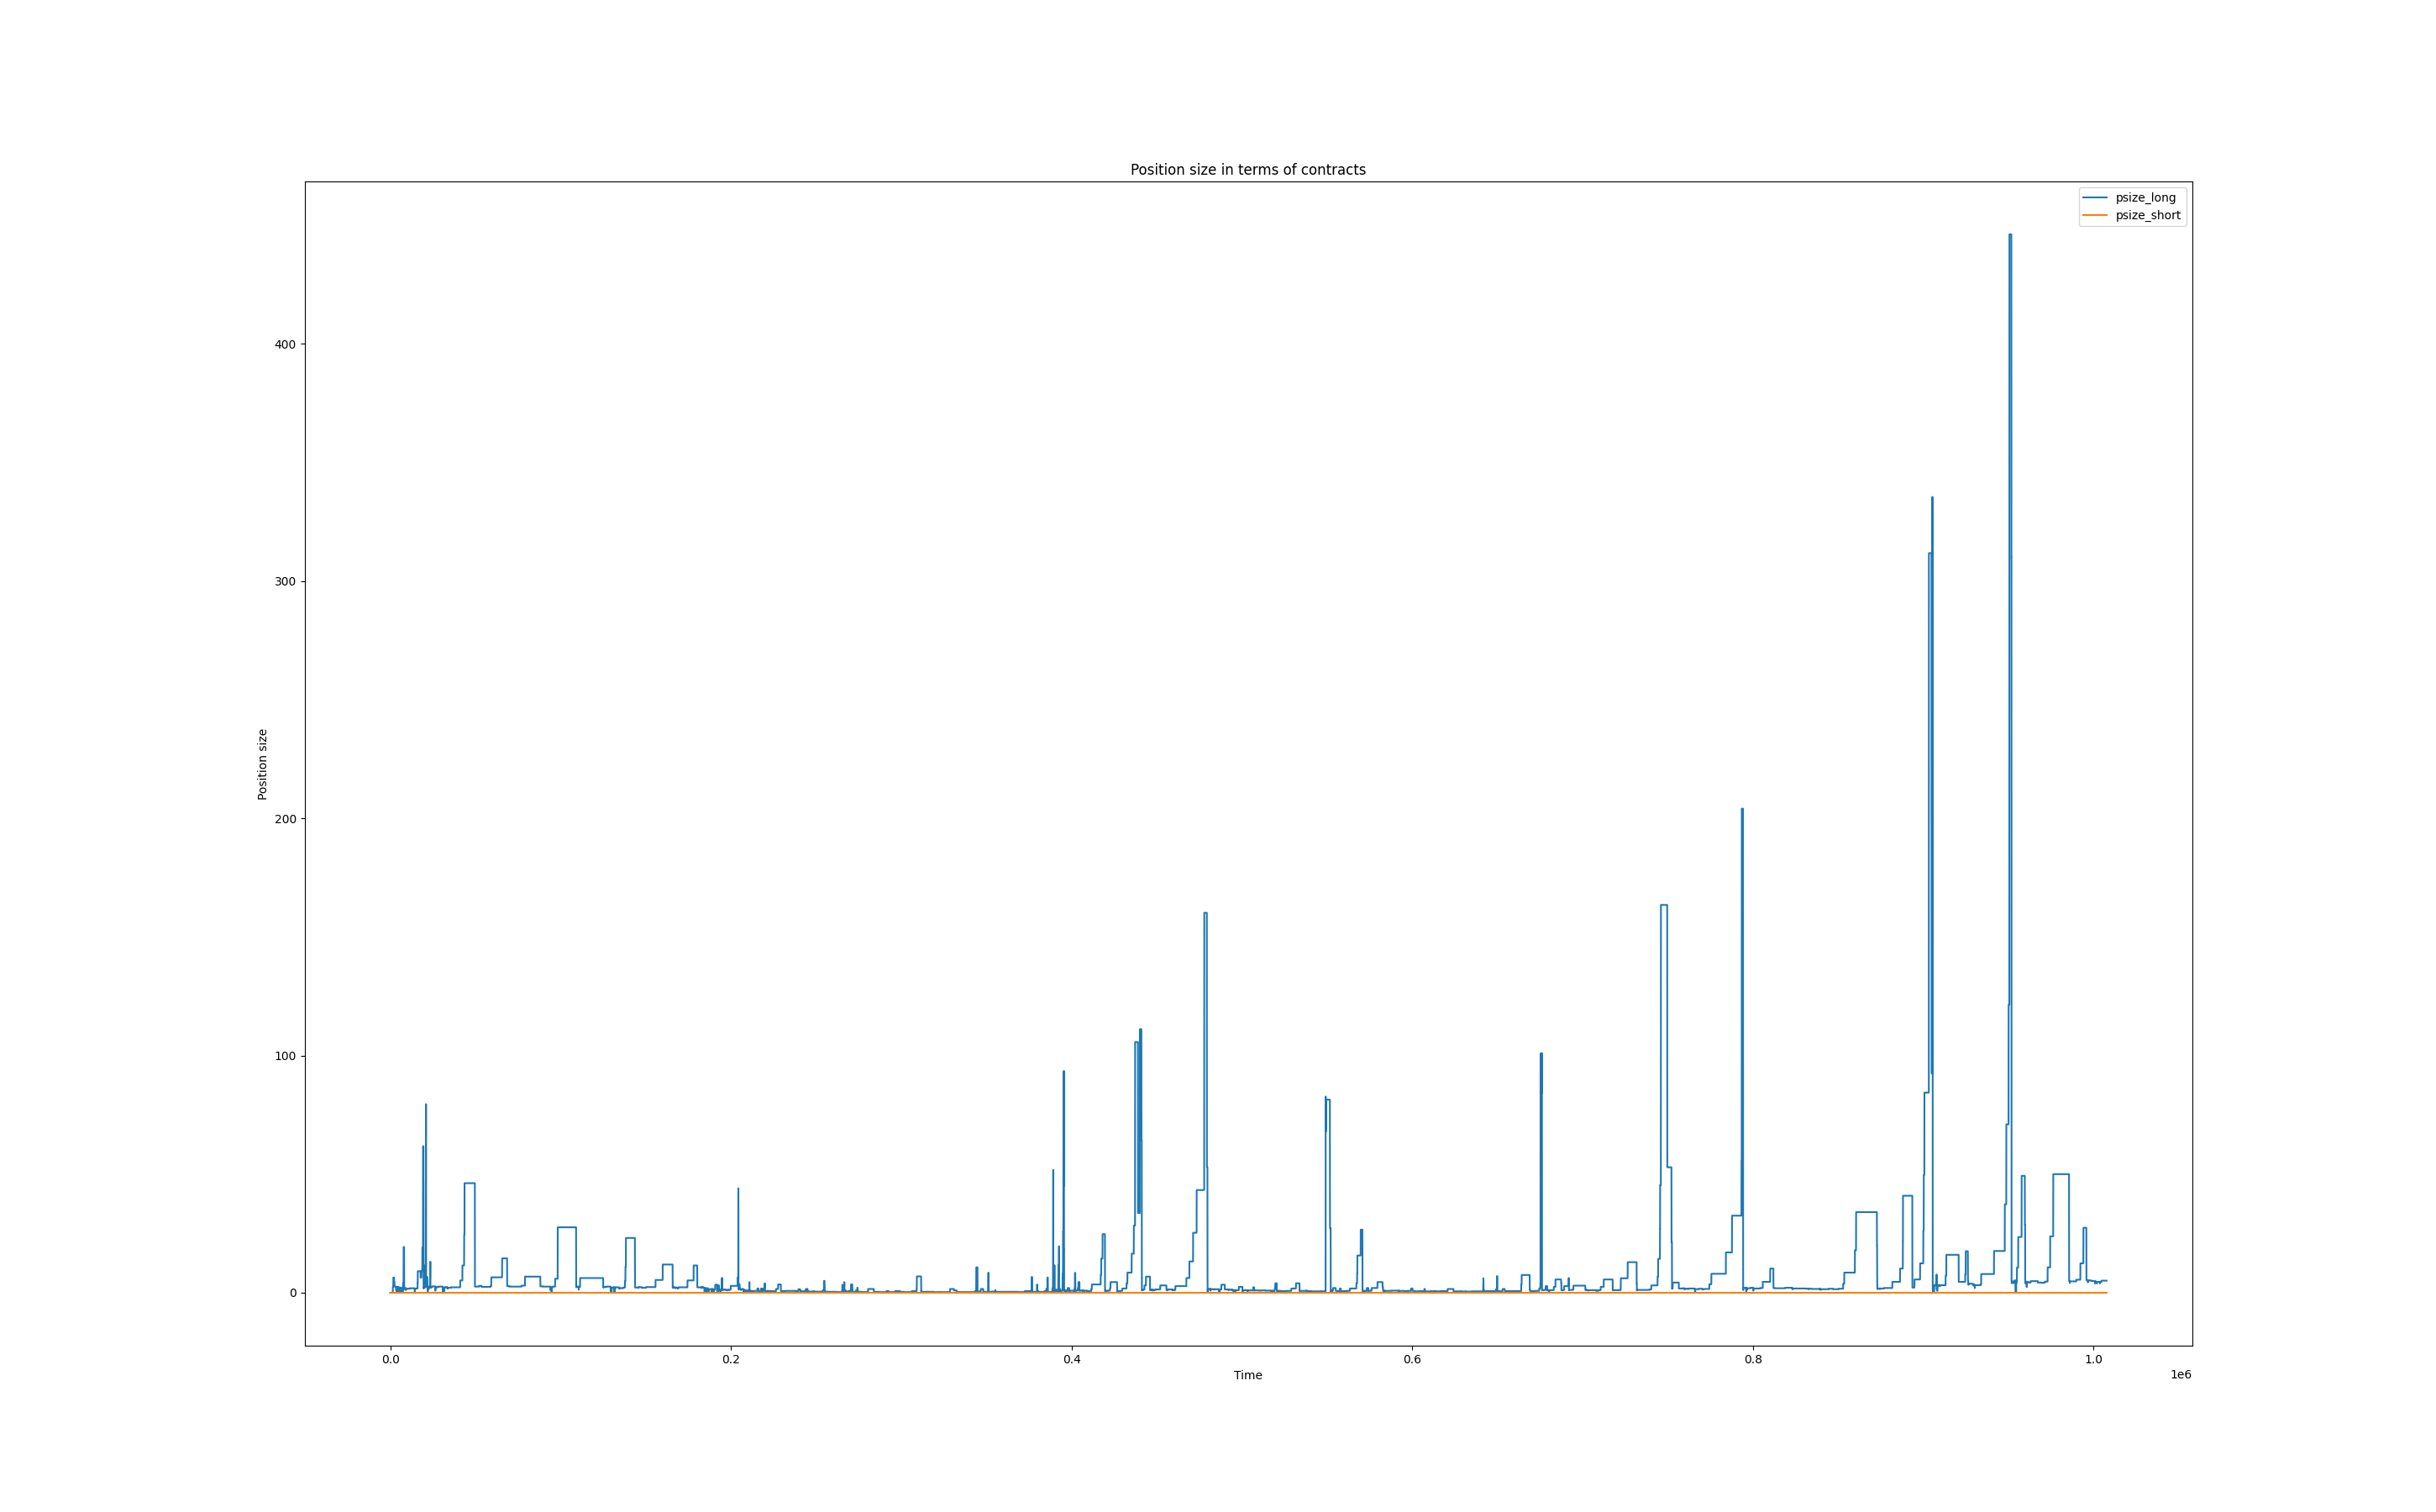 Position size in terms of contracts
psize_long
psize_short
400
300
200
100
0
Position size
0.0 0.2 0.4 0.6 0.8 1.0
Time
1e6